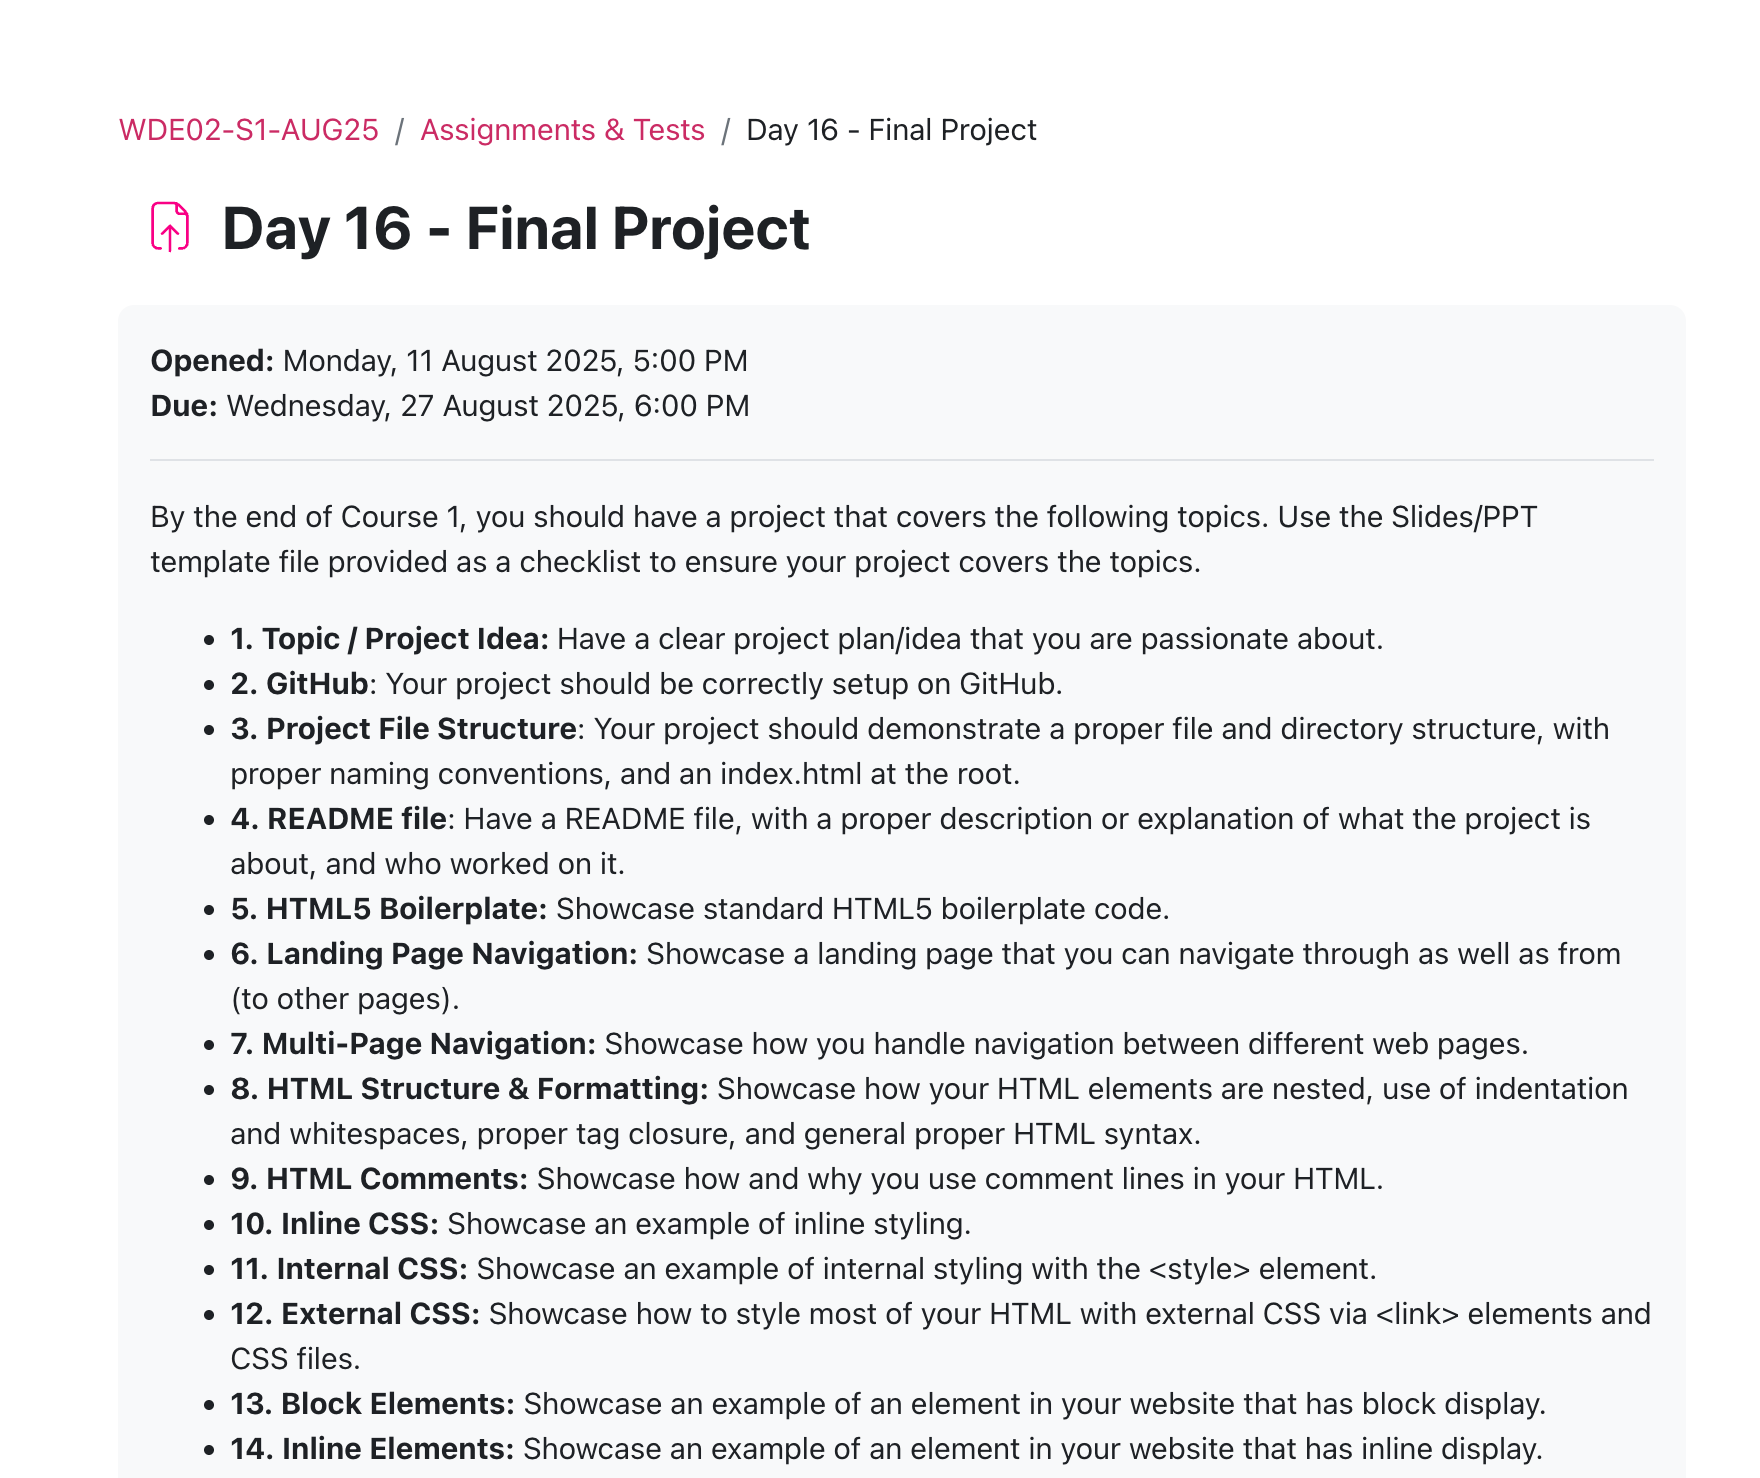 WDE02-S1-AUG25 / Assignments & Tests / Day 16 - Final Project
Day 16 - Final Project
Opened: Monday, 11 August 2025, 5:00 PM
Due: Wednesday, 27 August 2025, 6:00 PM
By the end of Course 1, you should have a project that covers the following topics. Use the Slides/PPT
template file provided as a checklist to ensure your project covers the topics.
• 1. Topic / Project Idea: Have a clear project plan/idea that you are passionate about.
• 2. GitHub: Your project should be correctly setup on GitHub.
• 3. Project File Structure: Your project should demonstrate a proper file and directory structure, with
proper naming conventions, and an index.html at the root.
• 4. README file: Have a README file, with a proper description or explanation of what the project is
about, and who worked on it.
• 5. HTML5 Boilerplate: Showcase standard HTML5 boilerplate code.
• 6. Landing Page Navigation: Showcase a landing page that you can navigate through as well as from
(to other pages).
• 7. Multi-Page Navigation: Showcase how you handle navigation between different web pages.
• 8. HTML Structure & Formatting: Showcase how your HTML elements are nested, use of indentation
and whitespaces, proper tag closure, and general proper HTML syntax.
• 9. HTML Comments: Showcase how and why you use comment lines in your HTML.
• 10. Inline CSS: Showcase an example of inline styling.
• 11. Internal CSS: Showcase an example of internal styling with the <style> element.
• 12. External CSS: Showcase how to style most of your HTML with external CSS via <link> elements and
CSS files.
• 13. Block Elements: Showcase an example of an element in your website that has block display.
• 14. Inline Elements: Showcase an example of an element in your website that has inline display.